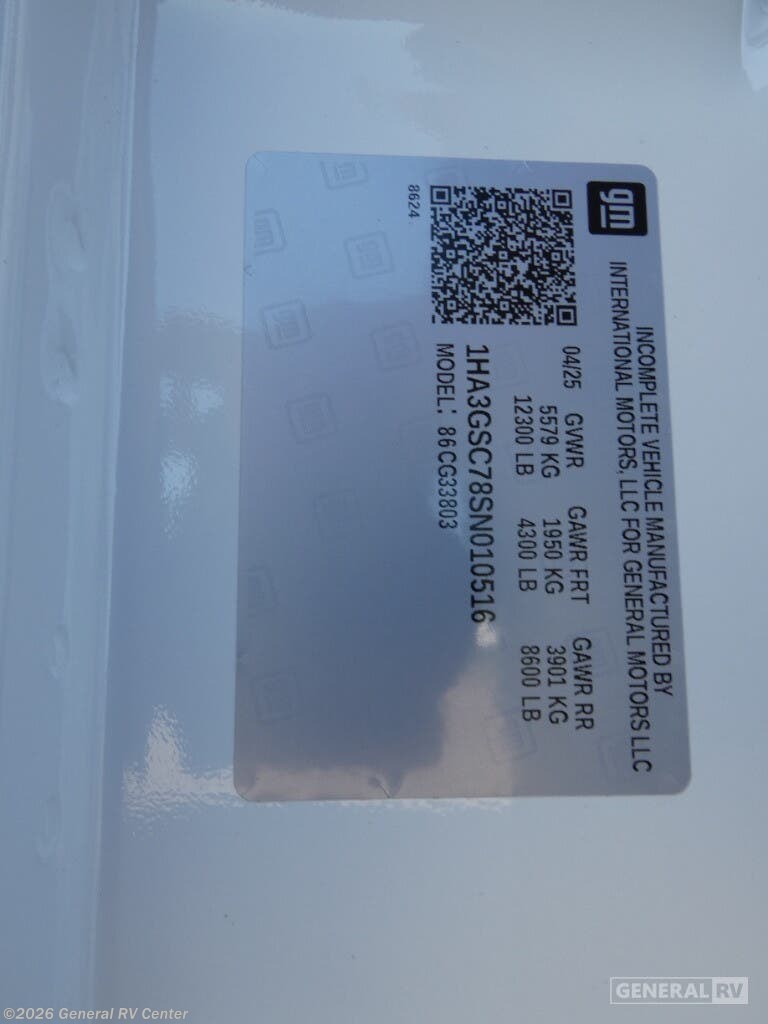 gm
INCOMPLETE VEHICLE MANUFACTURED BY
INTERNATIONAL MOTORS, LLC FOR GENERAL MOTORS LLC
04/25 GVWR GAWR FRT GAWR RR
5579 KG 1950 KG 3901 KG
12300 LB 4300 LB 8600 LB
1HA3GSC78SN010516
MODEL: 86CG33803
8624
GENERAL RV
©2026 General RV Center